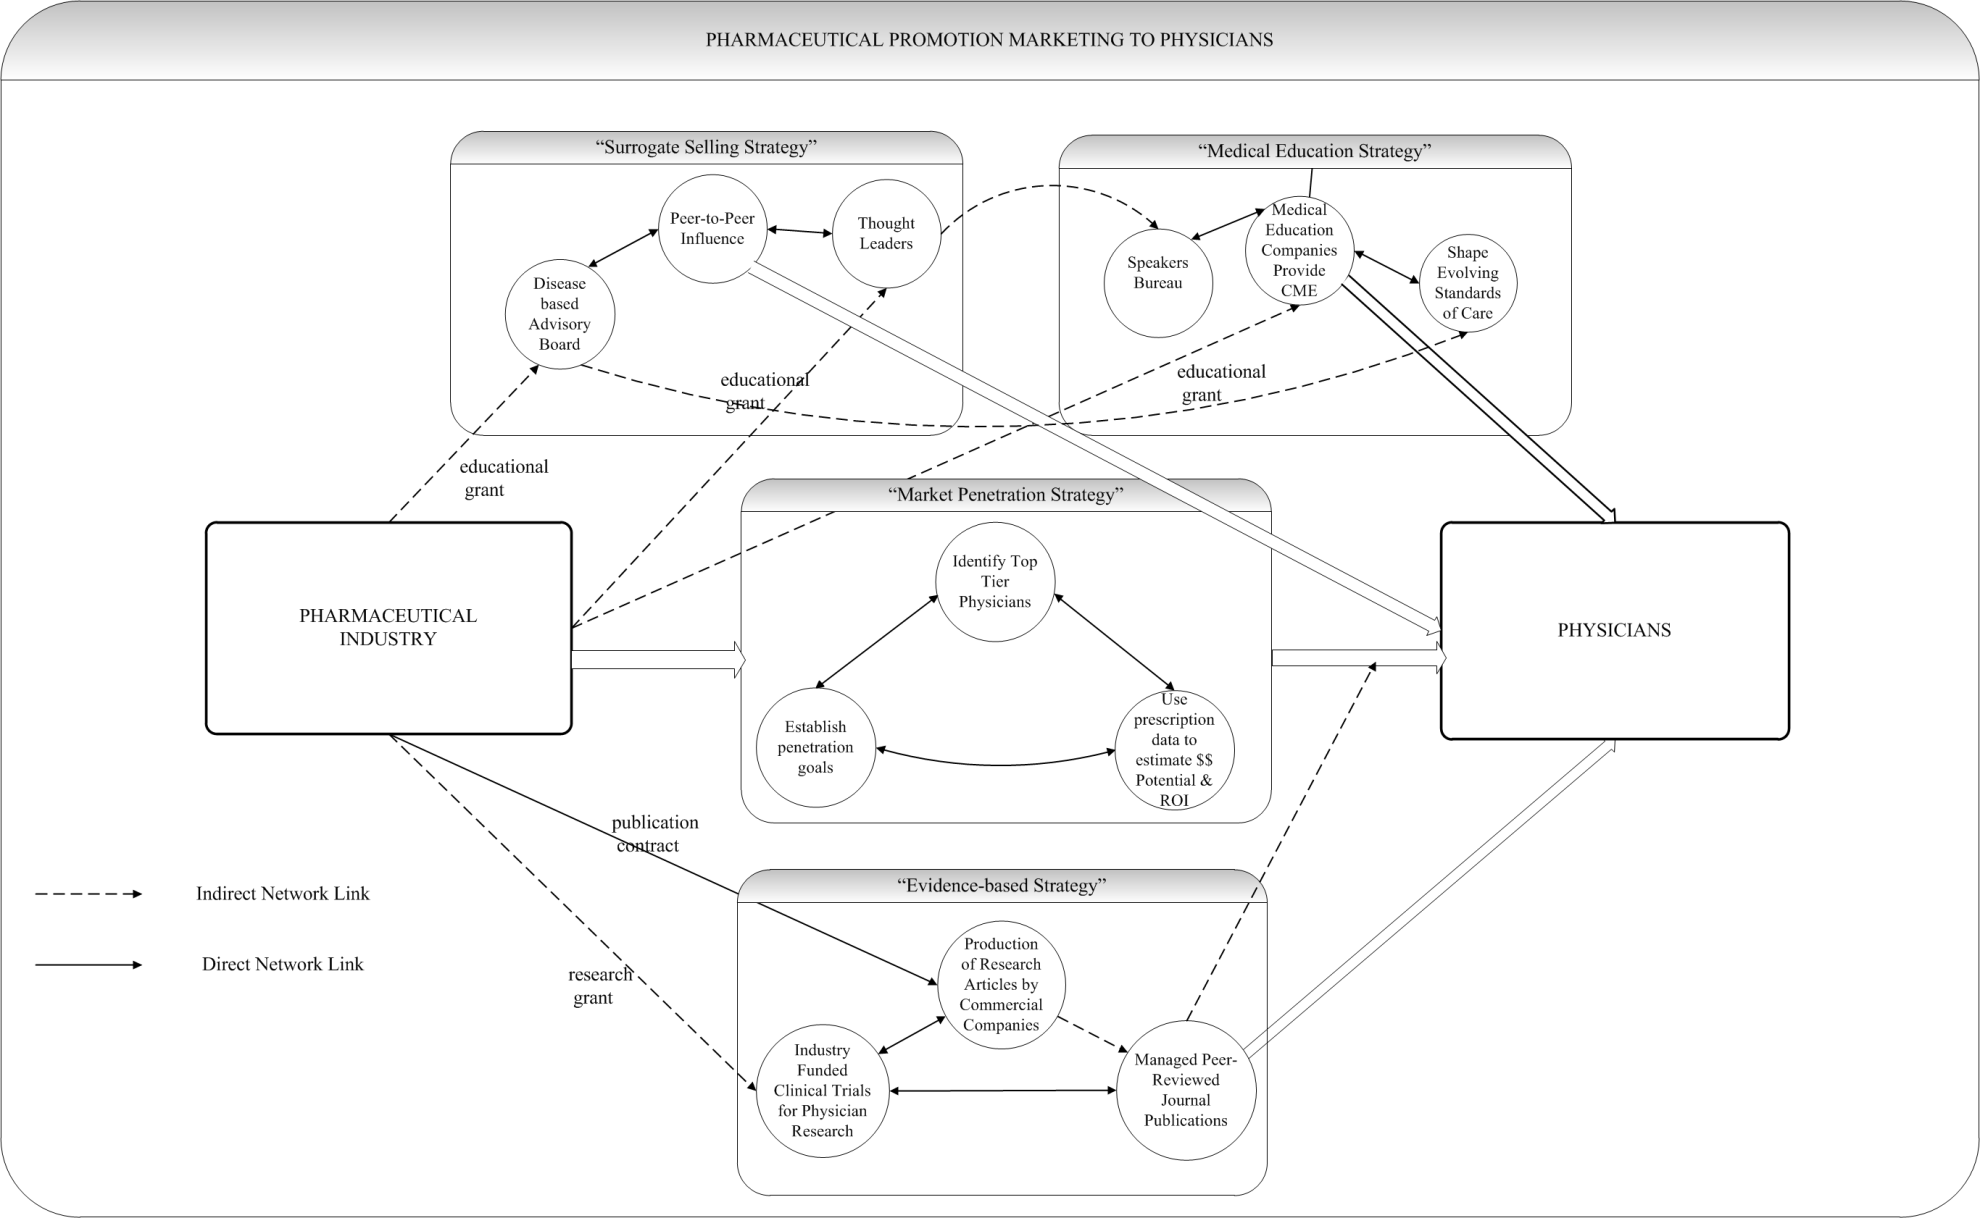 PHARMACEUTICAL PROMOTION MARKETING TO PHYSICIANS
“Surrogate Selling Strategy”
Peer-to-Peer
Influence
Thought
Leaders
Disease
based
Advisory
Board
“Medical Education Strategy”
Medical
Education
Companies
Provide
CME
Speakers
Bureau
Shape
Evolving
Standards
of Care
educational
grant
educational
grant
educational
grant
“Market Penetration Strategy”
Identify Top
Tier
Physicians
Establish
penetration
goals
Use
prescription
data to
estimate $$
Potential &
ROI
PHARMACEUTICAL
INDUSTRY
PHYSICIANS
publication
contract
research
grant
Indirect Network Link
Direct Network Link
“Evidence-based Strategy”
Production
of Research
Articles by
Commercial
Companies
Industry
Funded
Clinical Trials
for Physician
Research
Managed Peer-
Reviewed
Journal
Publications